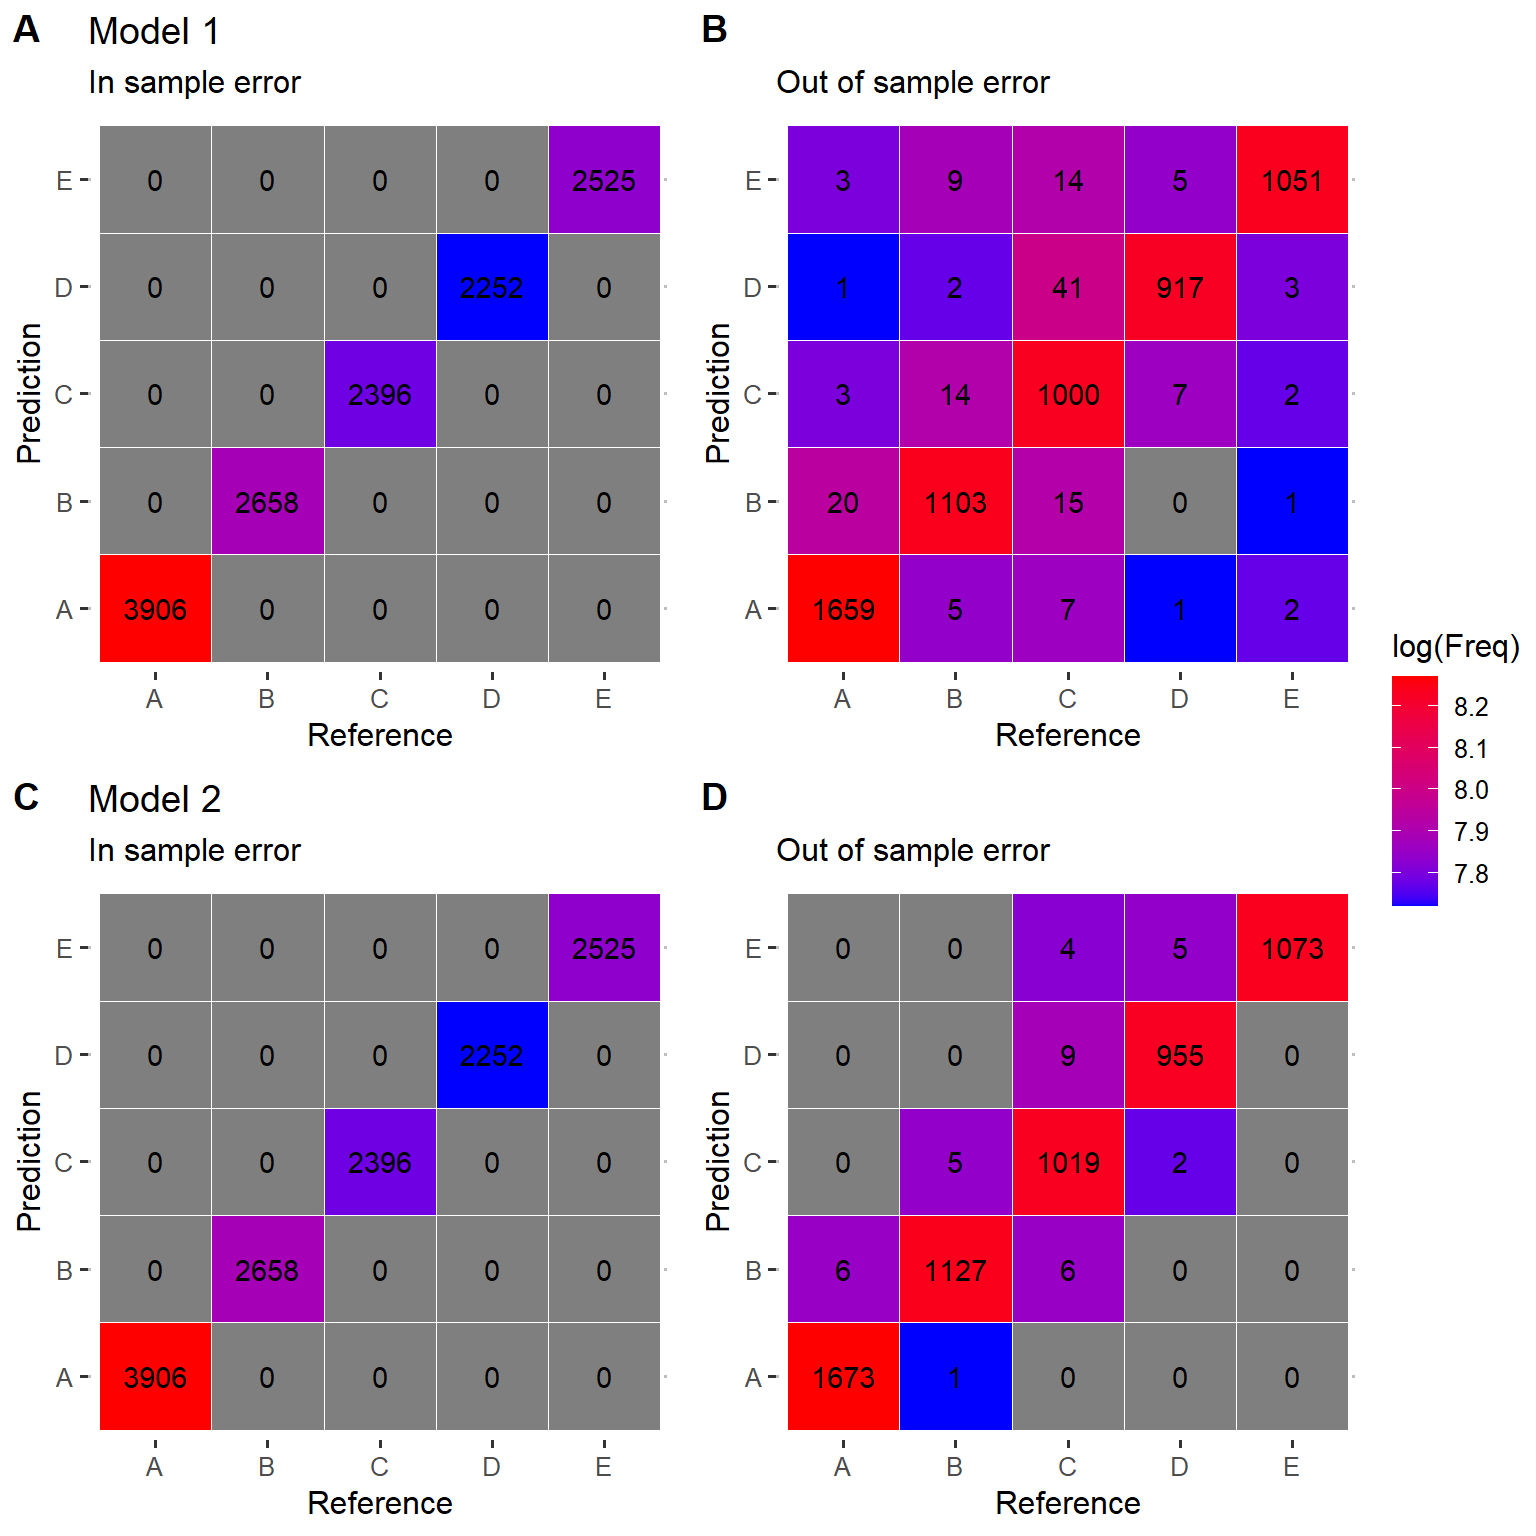 A Model 1
In sample error
Prediction
E 0 0 0 0 2525
D 0 0 0 2252 0
C 0 0 2396 0 0
B 0 2658 0 0 0
A 3906 0 0 0 0
A B C D E
Reference
B
Out of sample error
Prediction
E 3 9 14 5 1051
D 1 2 41 917 3
C 3 14 1000 7 2
B 20 1103 15 0 1
A 1659 5 7 1 2
A B C D E
Reference
log(Freq)
8.2
8.1
8.0
7.9
7.8
C Model 2
In sample error
Prediction
E 0 0 0 0 2525
D 0 0 0 2252 0
C 0 0 2396 0 0
B 0 2658 0 0 0
A 3906 0 0 0 0
A B C D E
Reference
D
Out of sample error
Prediction
E 0 0 4 5 1073
D 0 0 9 955 0
C 0 5 1019 2 0
B 6 1127 6 0 0
A 1673 1 0 0 0
A B C D E
Reference